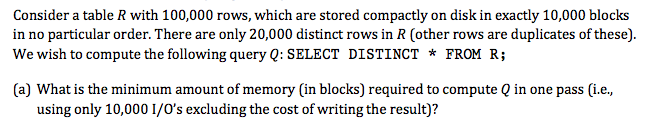 Consider a table R with 100,000 rows, which are stored compactly on disk in exactly 10,000 blocks
in no particular order. There are only 20,000 distinct rows in R (other rows are duplicates of these).
We wish to compute the following query Q: SELECT DISTINCT * FROM R;
(a) What is the minimum amount of memory (in blocks) required to compute Q in one pass (i.e.,
using only 10,000 I/O's excluding the cost of writing the result)?